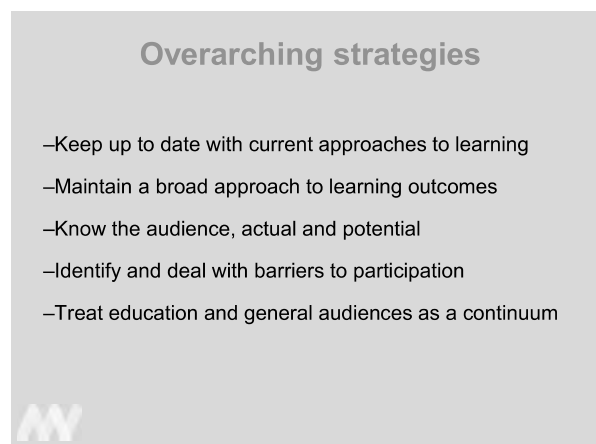 Overarching strategies
–Keep up to date with current approaches to learning
–Maintain a broad approach to learning outcomes
–Know the audience, actual and potential
–Identify and deal with barriers to participation
–Treat education and general audiences as a continuum